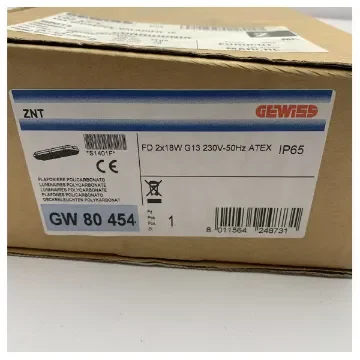 ZNT
GEWISS
*S1401F*
CE
FD 2x18W G13 230V-50Hz ATEX IP65
PLAFONIERE POLICARBONATO
LUMINAIRES POLYCARBONATE
LUMINAIRES POLYCARBONATE
DECKENLEUCHTEN POLYCARBONAT
GW 80 454
1
8 011564 248731